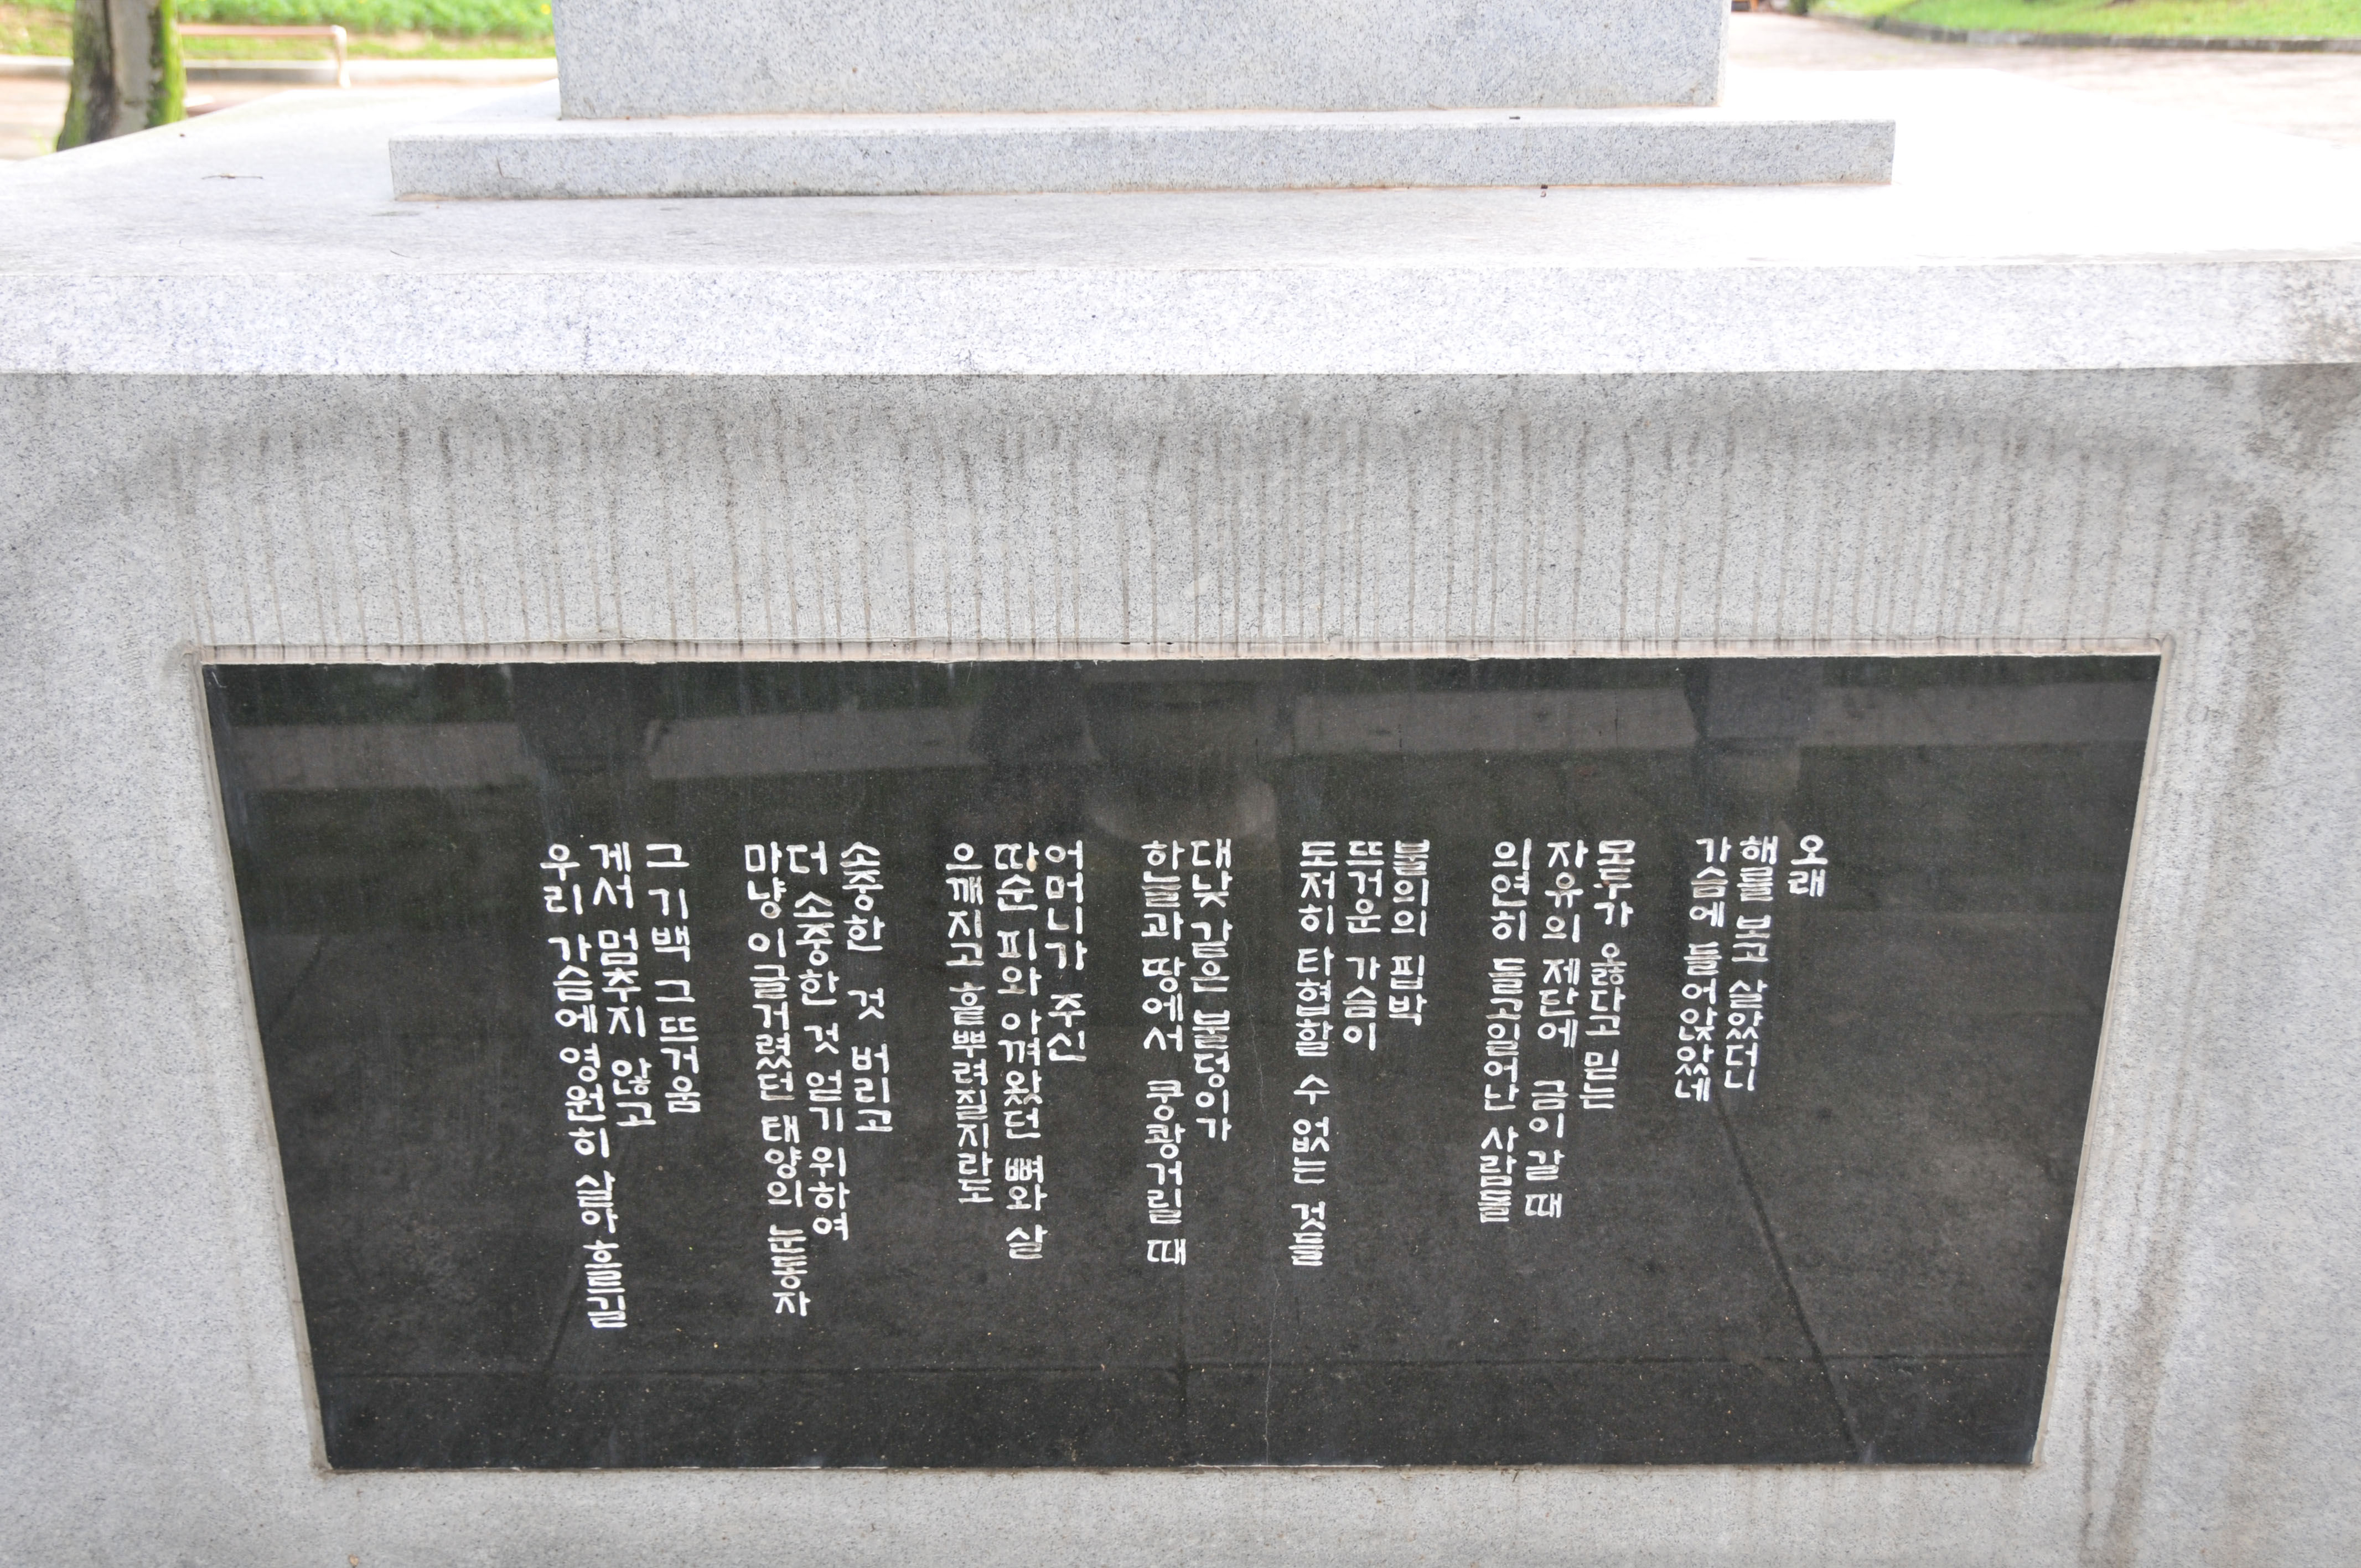 오래
해를 보고 살았더니
가슴에 들어앉았네
몸우가 옳다고 믿는
자유의 제단에 금이 갈 때
의연히 들고일어난 사람들
불의의 핍박
뜨거운 가슴이
도저히 타협할 수 없는 것들
대낮 같은 불덩이가
하늘과 땅에서 쿵쾅거릴 때
어머니가 주신
따순 피와 아껴왔던 뼈와 살
으깨지고 흩뿌려질지라도
소중한 것 버리고
더 소중한 것 얻기 위하여
마냥 이글거렸던 태양의 눈동자
그 기백 그 뜨거움
게서 멈추지 않고
우리 가슴에 영원히 살아 흐를길